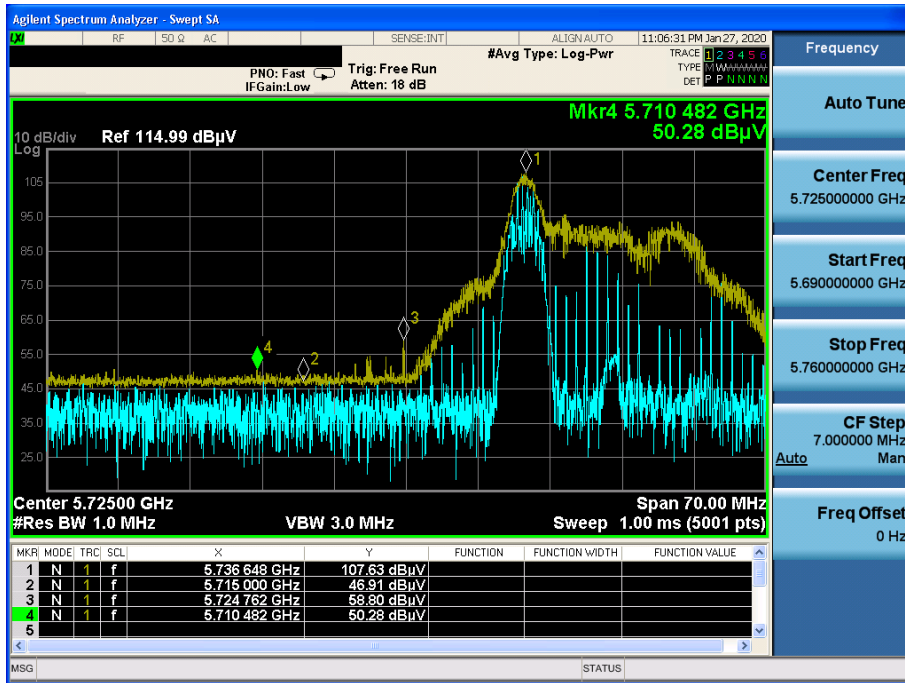 Agilent Spectrum Analyzer - Swept SA
LXI RF 50 Ω AC SENSE:INT ALIGN AUTO 11:06:31 PM Jan 27, 2020
PNO: Fast IFGain:Low
Trig: Free Run
Atten: 18 dB
#Avg Type: Log-Pwr
TRACE 1 2 3 4 5 6
TYPE M W W W W W
DET P P N N N N
Frequency
Auto Tune
Center Freq
5.725000000 GHz
Start Freq
5.690000000 GHz
Stop Freq
5.760000000 GHz
CF Step
7.000000 MHz
Auto Man
Freq Offset
0 Hz
Mkr4 5.710 482 GHz
50.28 dBµV
10 dB/div Ref 114.99 dBµV
Log
105
95.0
85.0
75.0
65.0
55.0
45.0
35.0
25.0
1
2
3
4
Center 5.72500 GHz Span 70.00 MHz
#Res BW 1.0 MHz VBW 3.0 MHz Sweep 1.00 ms (5001 pts)
MKR MODE TRC SCL X Y FUNCTION FUNCTION WIDTH FUNCTION VALUE
1 N 1 f 5.736 648 GHz 107.63 dBµV
2 N 1 f 5.715 000 GHz 46.91 dBµV
3 N 1 f 5.724 762 GHz 58.80 dBµV
4 N 1 f 5.710 482 GHz 50.28 dBµV
5
MSG STATUS